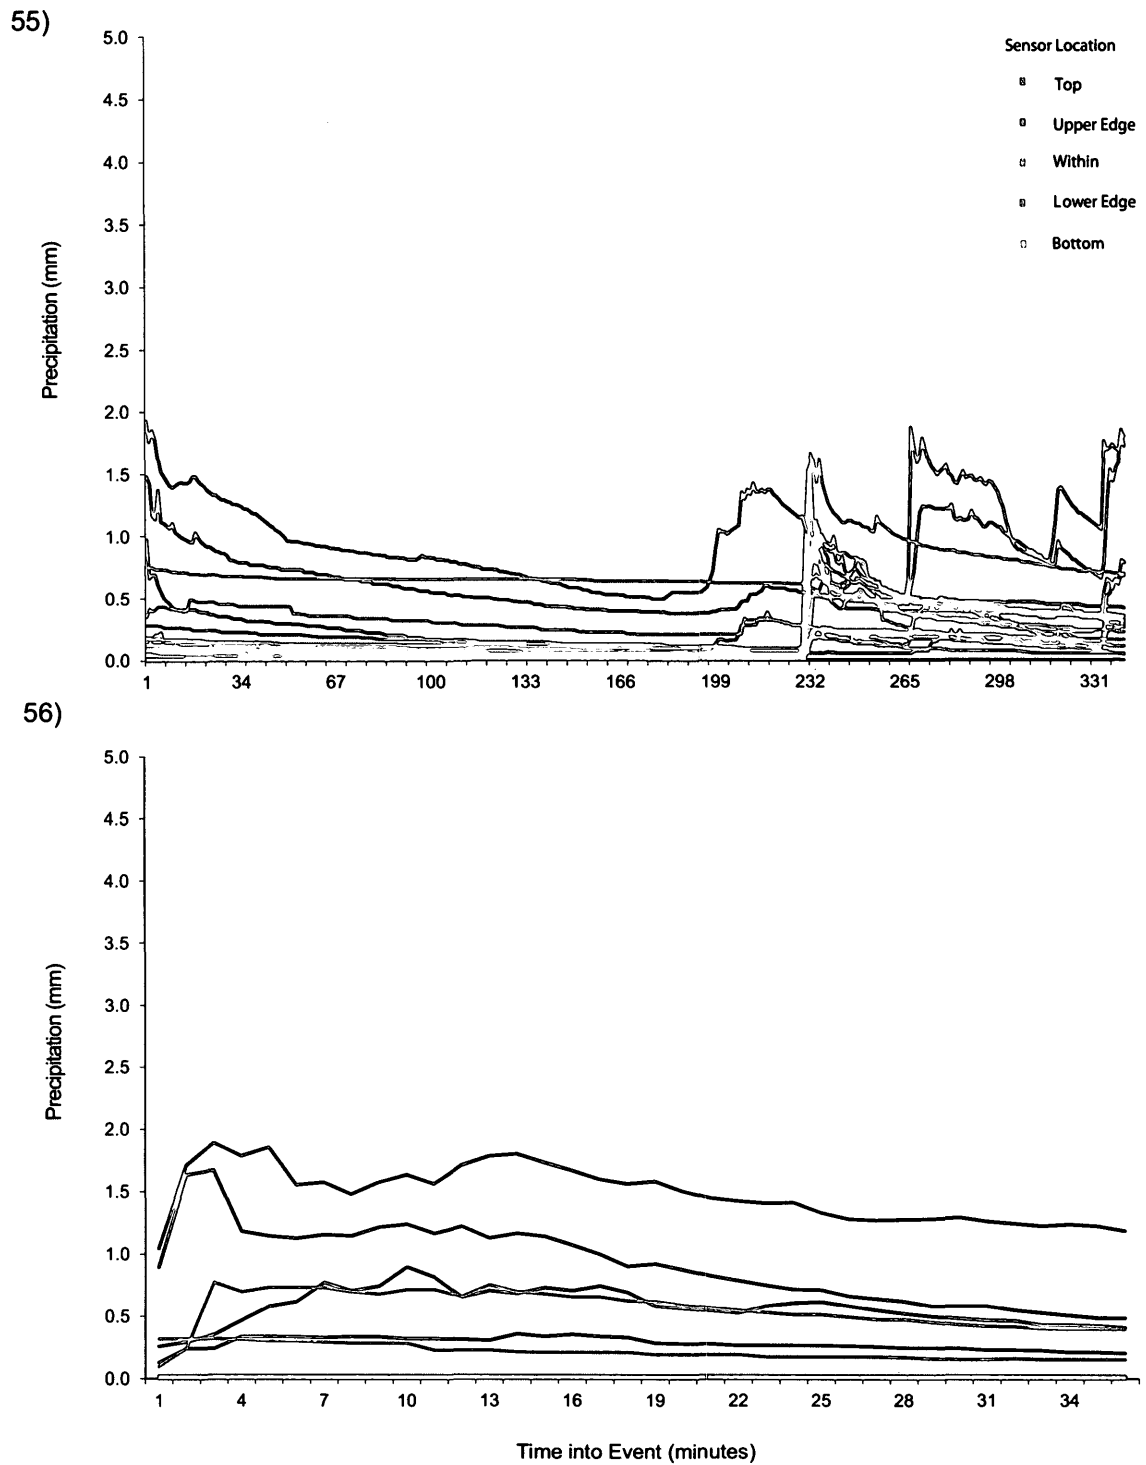 55)
5.0
4.5
4.0
3.5
3.0
2.5
2.0
1.5
1.0
0.5
0.0
Precipitation (mm)
Sensor Location
Top
Upper Edge
Within
Lower Edge
Bottom
1 34 67 100 133 166 199 232 265 298 331
56)
5.0
4.5
4.0
3.5
3.0
2.5
2.0
1.5
1.0
0.5
0.0
Precipitation (mm)
1 4 7 10 13 16 19 22 25 28 31 34
Time into Event (minutes)